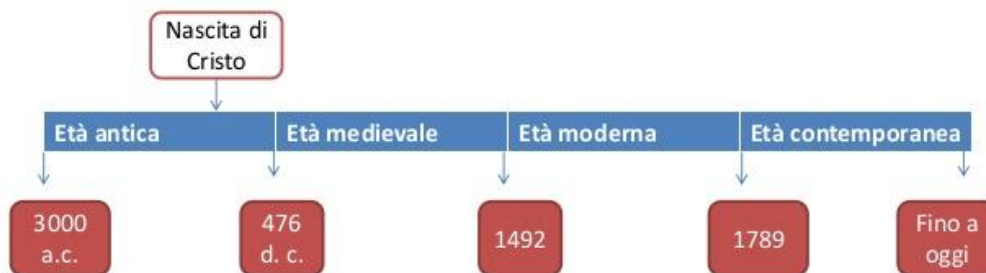 Nascita di
Cristo
Età antica
Età medievale
Età moderna
Età contemporanea
3000
a.c.
476
d. c.
1492
1789
Fino a
oggi